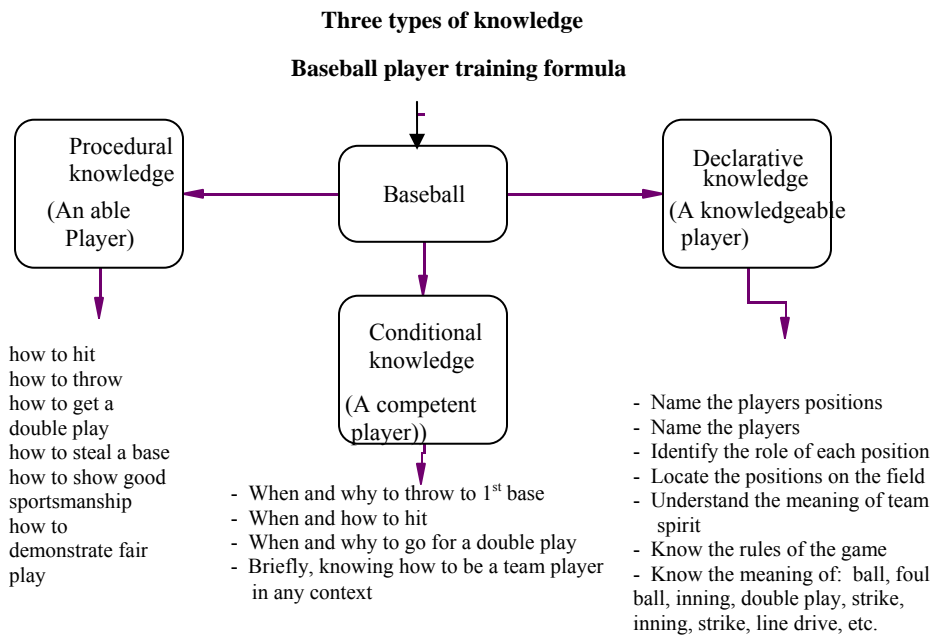 Three types of knowledge
Baseball player training formula
Procedural
knowledge
(An able
Player)
Baseball
Declarative
knowledge
(A knowledgeable
player)
Conditional
knowledge
(A competent
player))
how to hit
how to throw
how to get a
double play
how to steal a base
how to show good
sportsmanship
how to
demonstrate fair
play
- When and why to throw to 1st base
- When and how to hit
- When and why to go for a double play
- Briefly, knowing how to be a team player
in any context
- Name the players positions
- Name the players
- Identify the role of each position
- Locate the positions on the field
- Understand the meaning of team
spirit
- Know the rules of the game
- Know the meaning of: ball, foul
ball, inning, double play, strike,
inning, strike, line drive, etc.